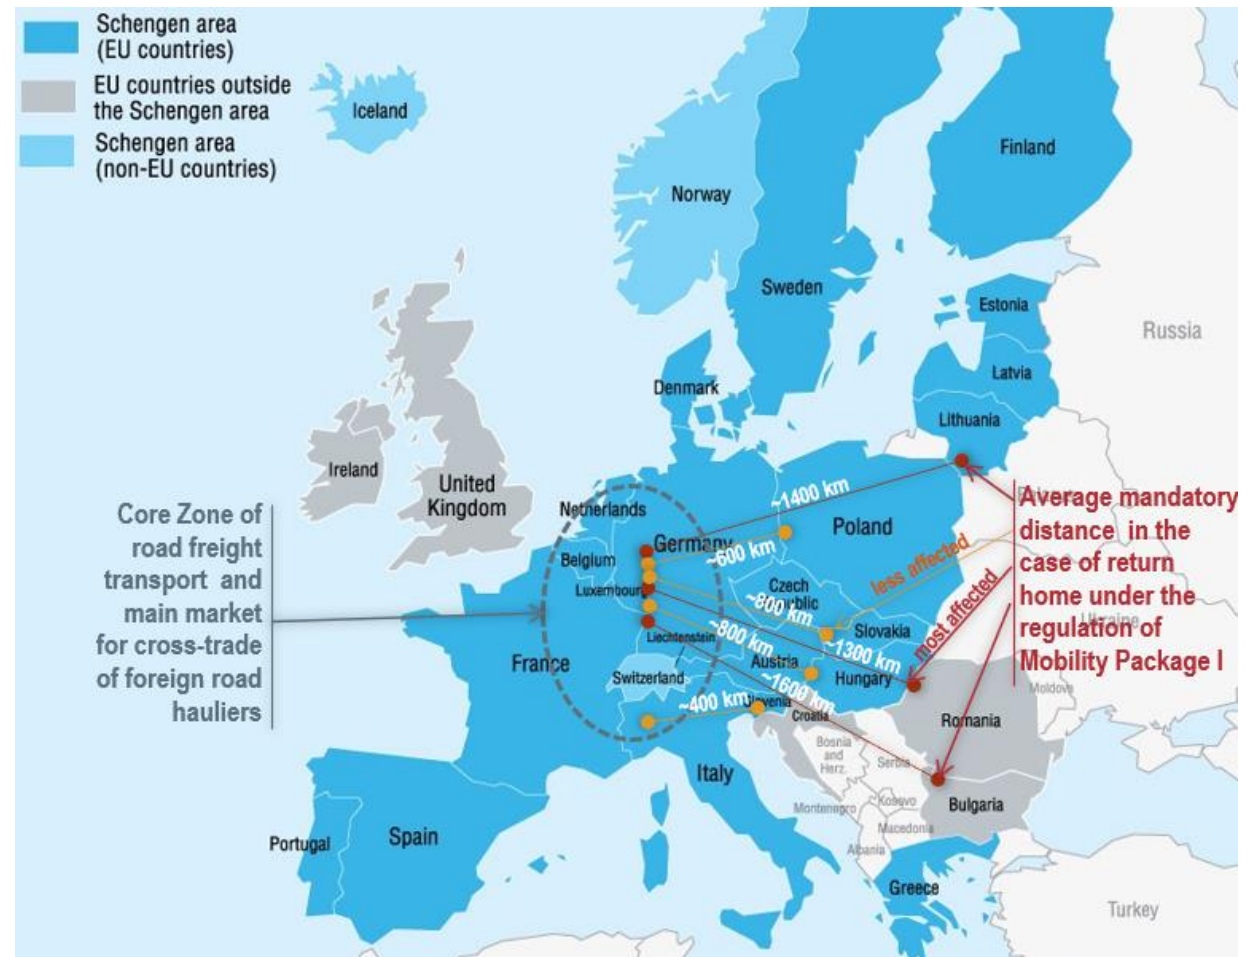 Schengen area
(EU countries)
EU countries outside
the Schengen area
Schengen area
(non-EU countries)
Iceland
Norway
Finland
Sweden
Estonia
Russia
Latvia
Denmark
Lithuania
Ireland
United
Kingdom
Netherlands
Belgium
Luxembourg
Germany
Poland
Czech
Slovakia
Liechtenstein
France
Switzerland
Austria
Hungary
Moldova
Ukraine
Romania
Croatia
Bosnia
and
Herz.
Serbia
Kosovo
Montenegro
Macedonia
Albania
Bulgaria
Italy
Portugal
Spain
Greece
Turkey
~1400 km
~600 km
~800 km
~800 km
~1300 km
~1600 km
~400 km
less affected
most affected
Core Zone of
road freight
transport and
main market
for cross-trade
of foreign road
hauliers
Average mandatory
distance in the
case of return
home under the
regulation of
Mobility Package I